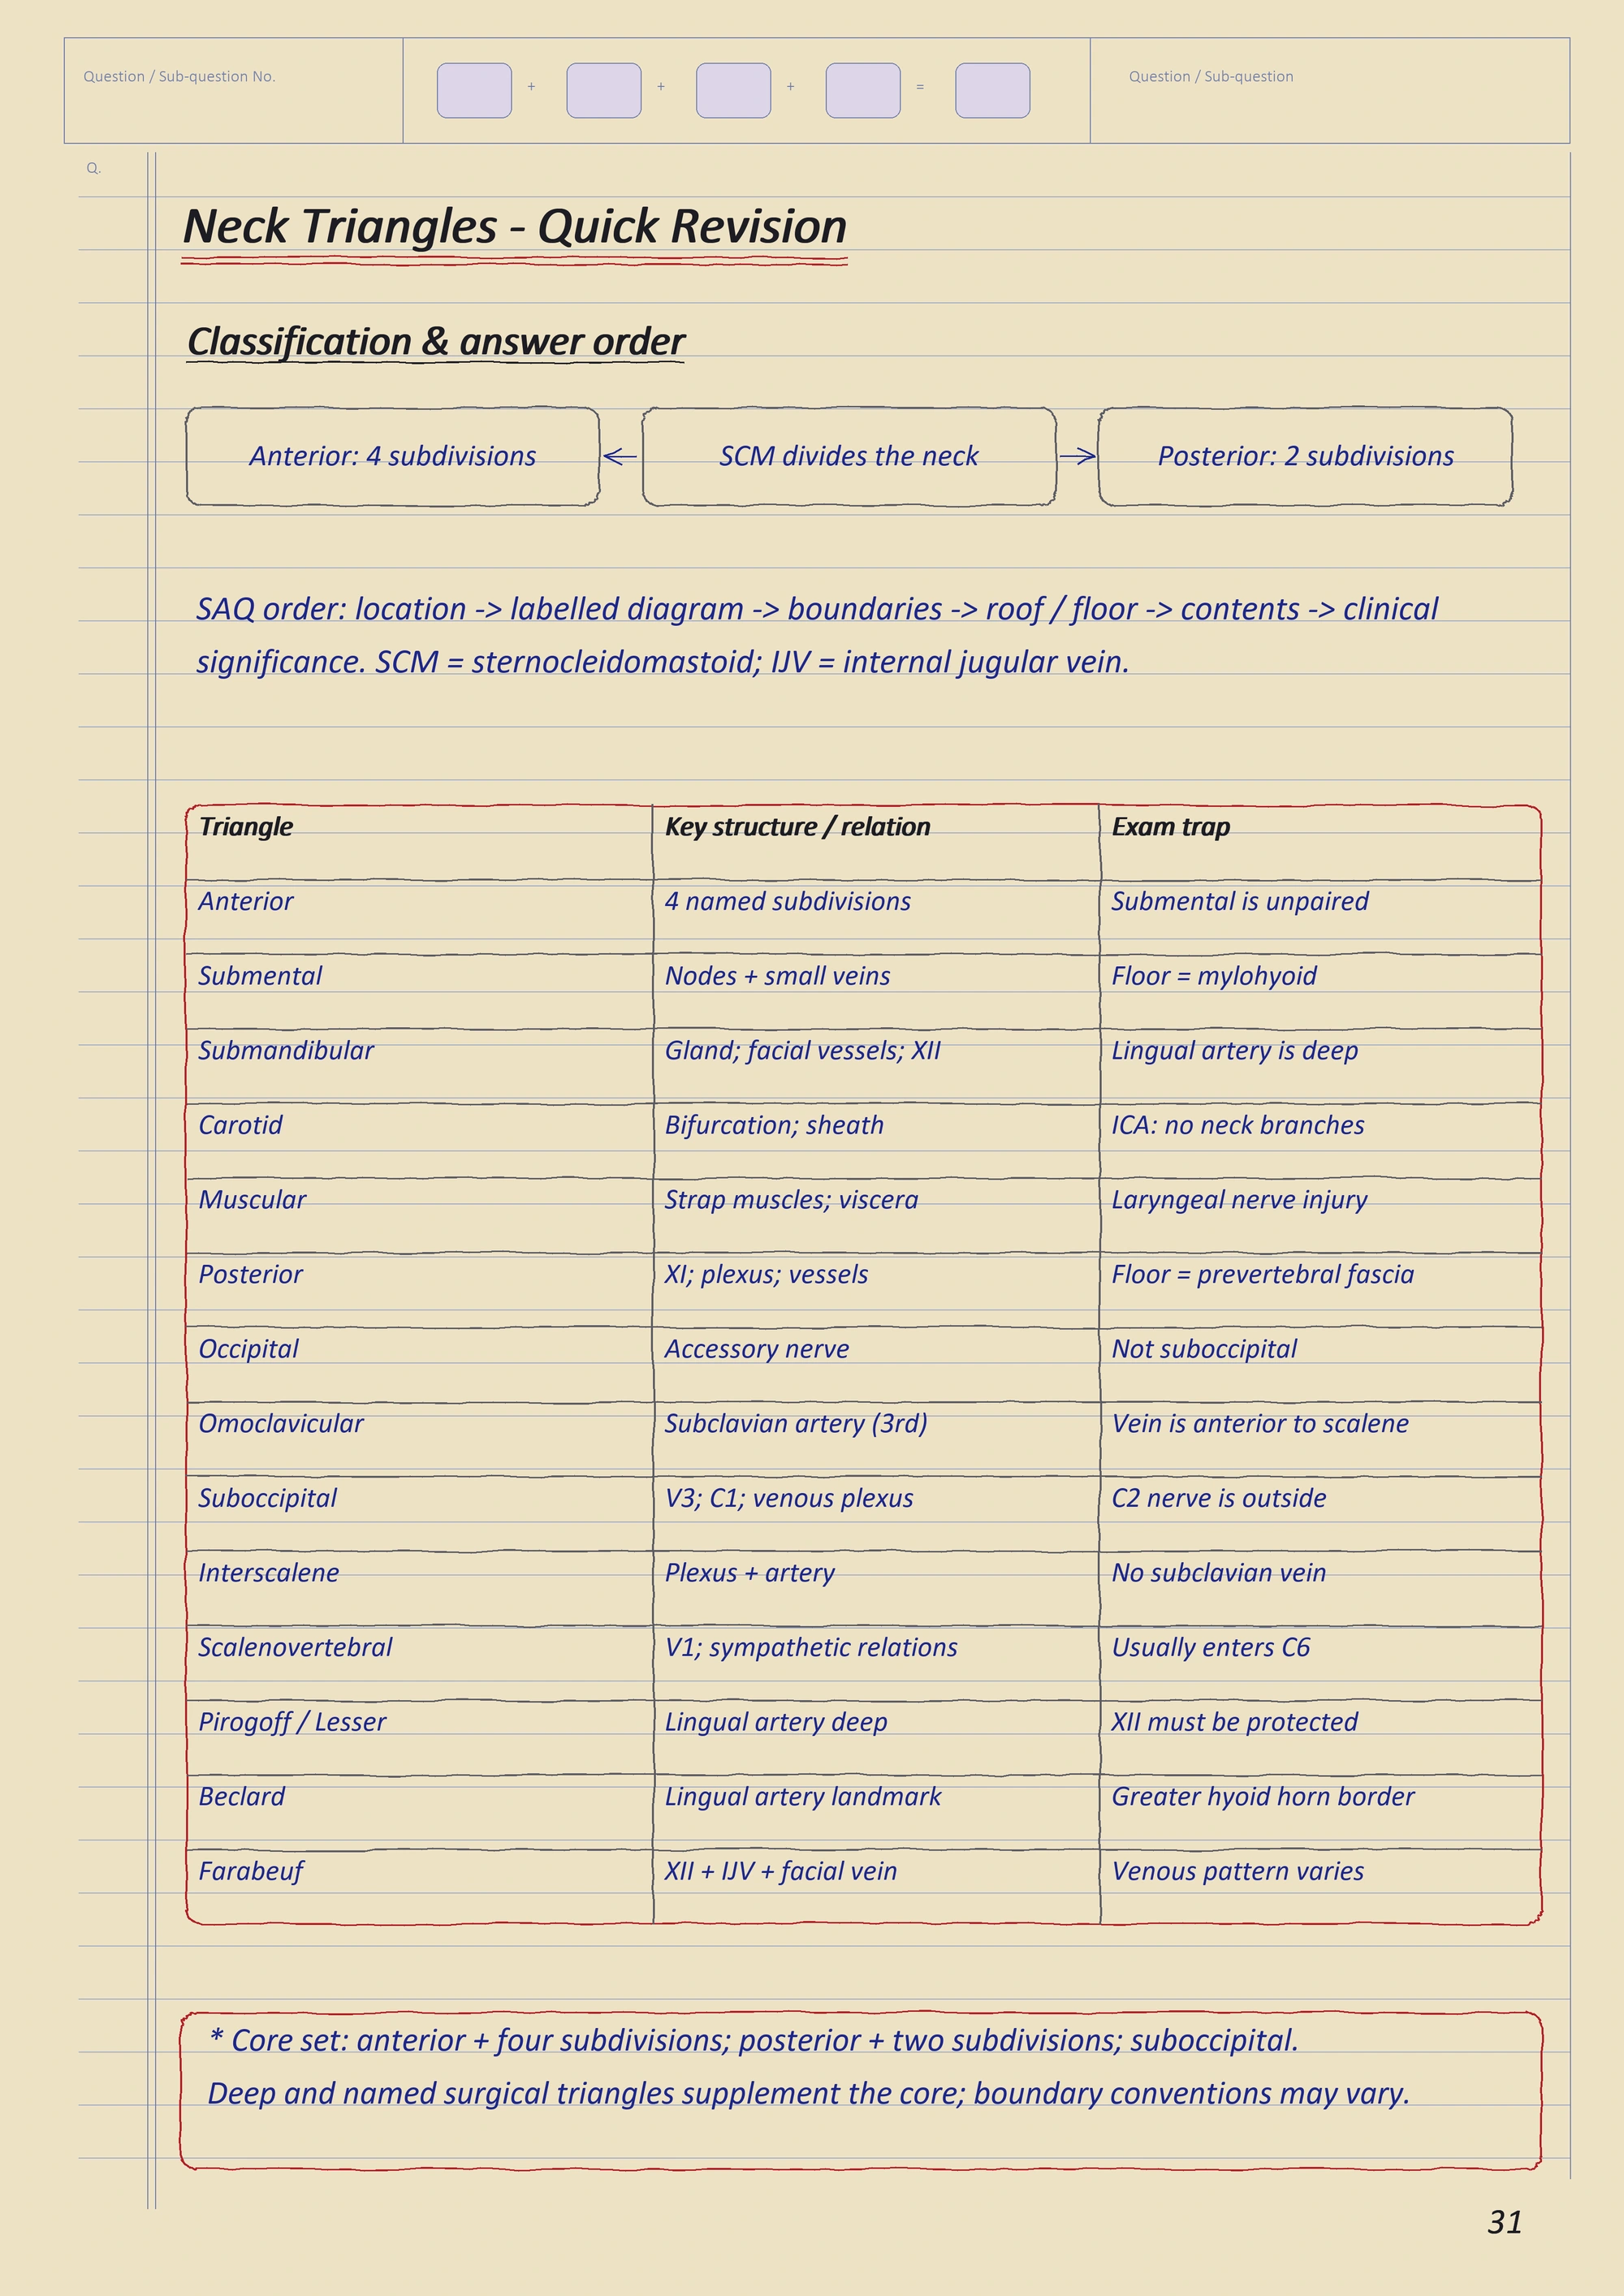 Question / Sub-question No.
+ + + =
Question / Sub-question
Q.
Neck Triangles - Quick Revision
Classification & answer order
Anterior: 4 subdivisions
SCM divides the neck
Posterior: 2 subdivisions
SAQ order: location -> labelled diagram -> boundaries -> roof / floor -> contents -> clinical
significance. SCM = sternocleidomastoid; IJV = internal jugular vein.
Triangle Key structure / relation Exam trap
Anterior 4 named subdivisions Submental is unpaired
Submental Nodes + small veins Floor = mylohyoid
Submandibular Gland; facial vessels; XII Lingual artery is deep
Carotid Bifurcation; sheath ICA: no neck branches
Muscular Strap muscles; viscera Laryngeal nerve injury
Posterior XI; plexus; vessels Floor = prevertebral fascia
Occipital Accessory nerve Not suboccipital
Omoclavicular Subclavian artery (3rd) Vein is anterior to scalene
Suboccipital V3; C1; venous plexus C2 nerve is outside
Interscalene Plexus + artery No subclavian vein
Scalenovertebral V1; sympathetic relations Usually enters C6
Pirogoff / Lesser Lingual artery deep XII must be protected
Beclard Lingual artery landmark Greater hyoid horn border
Farabeuf XII + IJV + facial vein Venous pattern varies
* Core set: anterior + four subdivisions; posterior + two subdivisions; suboccipital.
Deep and named surgical triangles supplement the core; boundary conventions may vary.
31